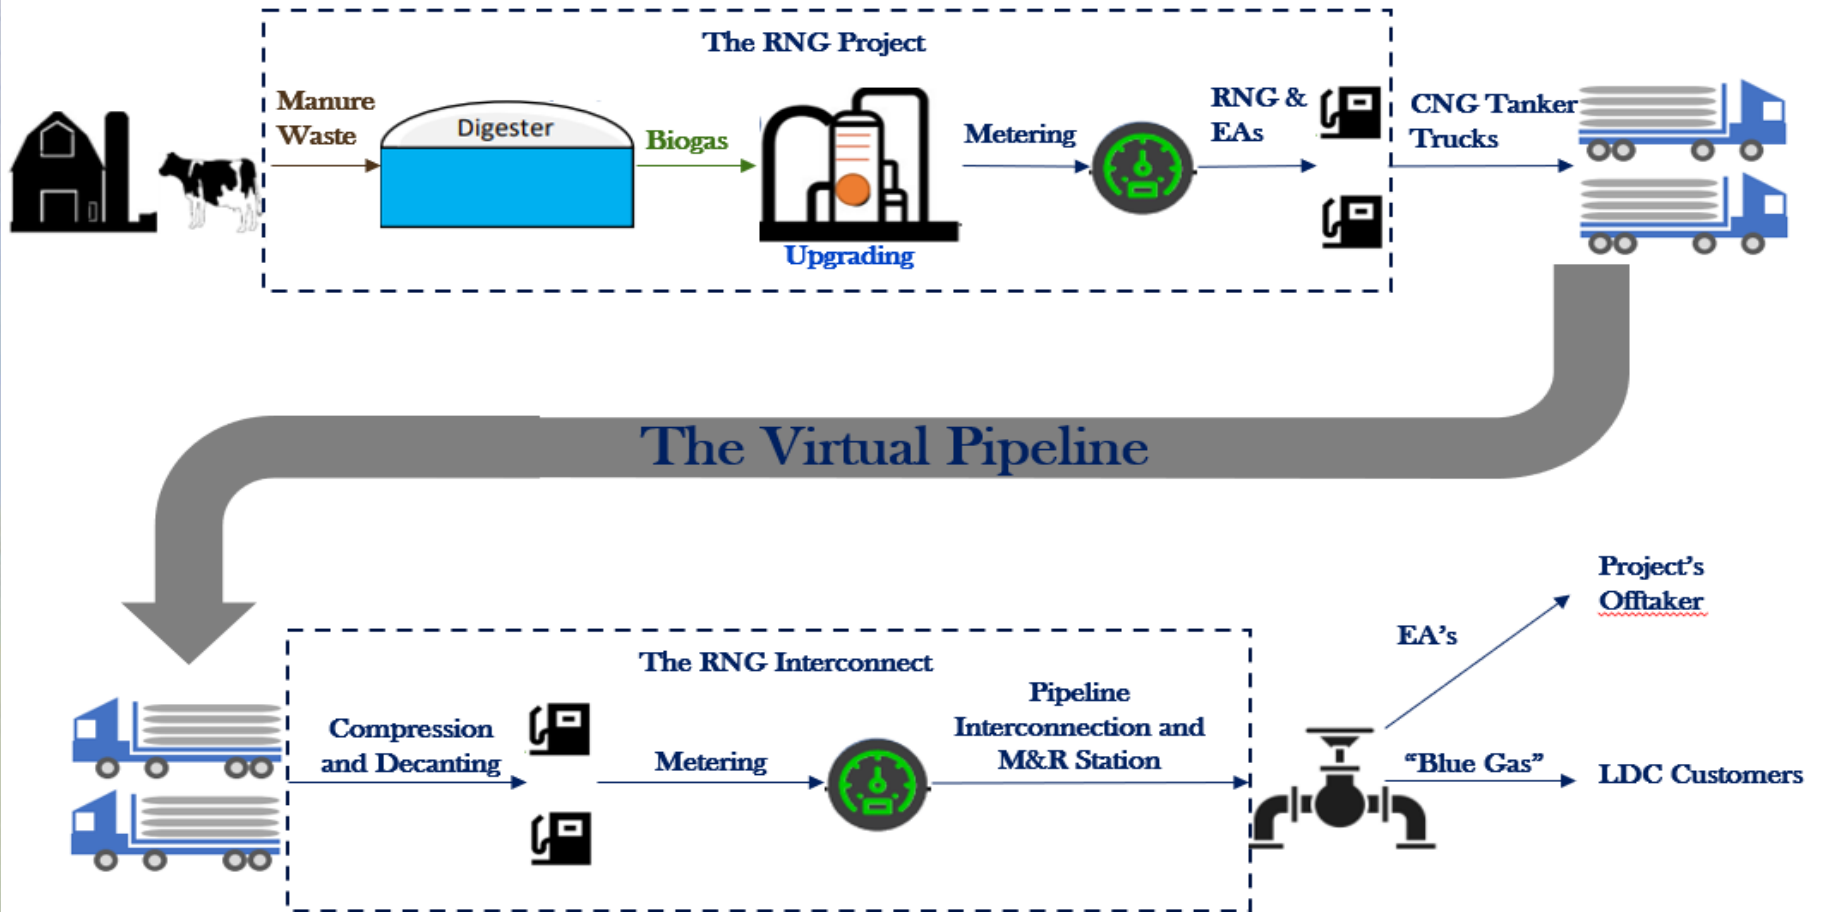 The RNG Project
Manure
Waste
Digester
Biogas
Upgrading
Metering
RNG &
EAs
CNG Tanker
Trucks
The Virtual Pipeline
The RNG Interconnect
Compression
and Decanting
Metering
Pipeline
Interconnection and
M&R Station
EA’s
Project’s
Offtaker
“Blue Gas”
LDC Customers